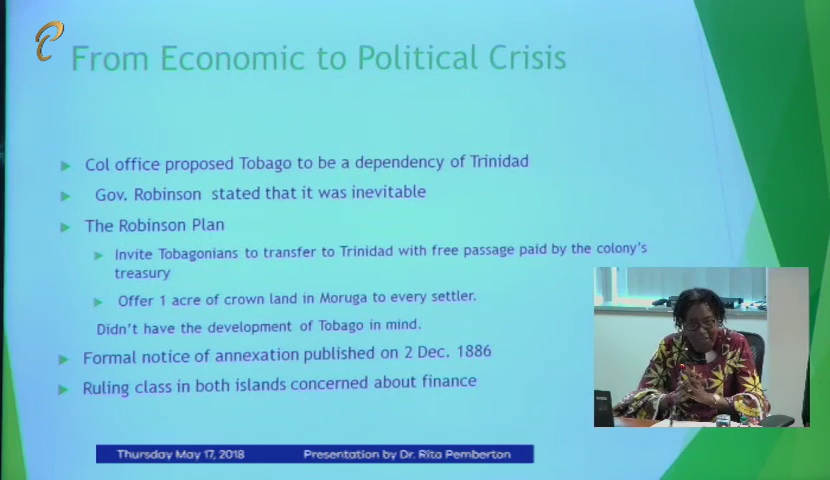 From Economic to Political Crisis
Col office proposed Tobago to be a dependency of Trinidad
Gov. Robinson stated that it was inevitable
The Robinson Plan
Invite Tobagonians to transfer to Trinidad with free passage paid by the colony's
treasury
Offer 1 acre of crown land in Moruga to every settler.
Didn't have the development of Tobago in mind.
Formal notice of annexation published on 2 Dec. 1886
Ruling class in both islands concerned about finance
Thursday May 17, 2018 Presentation by Dr. Rita Pemberton